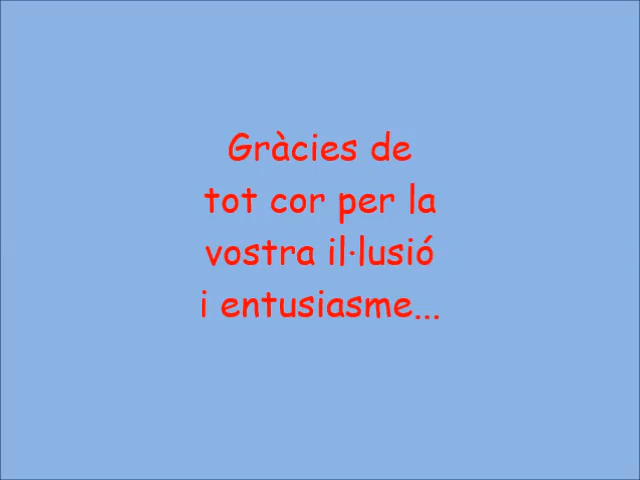 Gràcies de
tot cor per la
vostra il·lusió
i entusiasme...